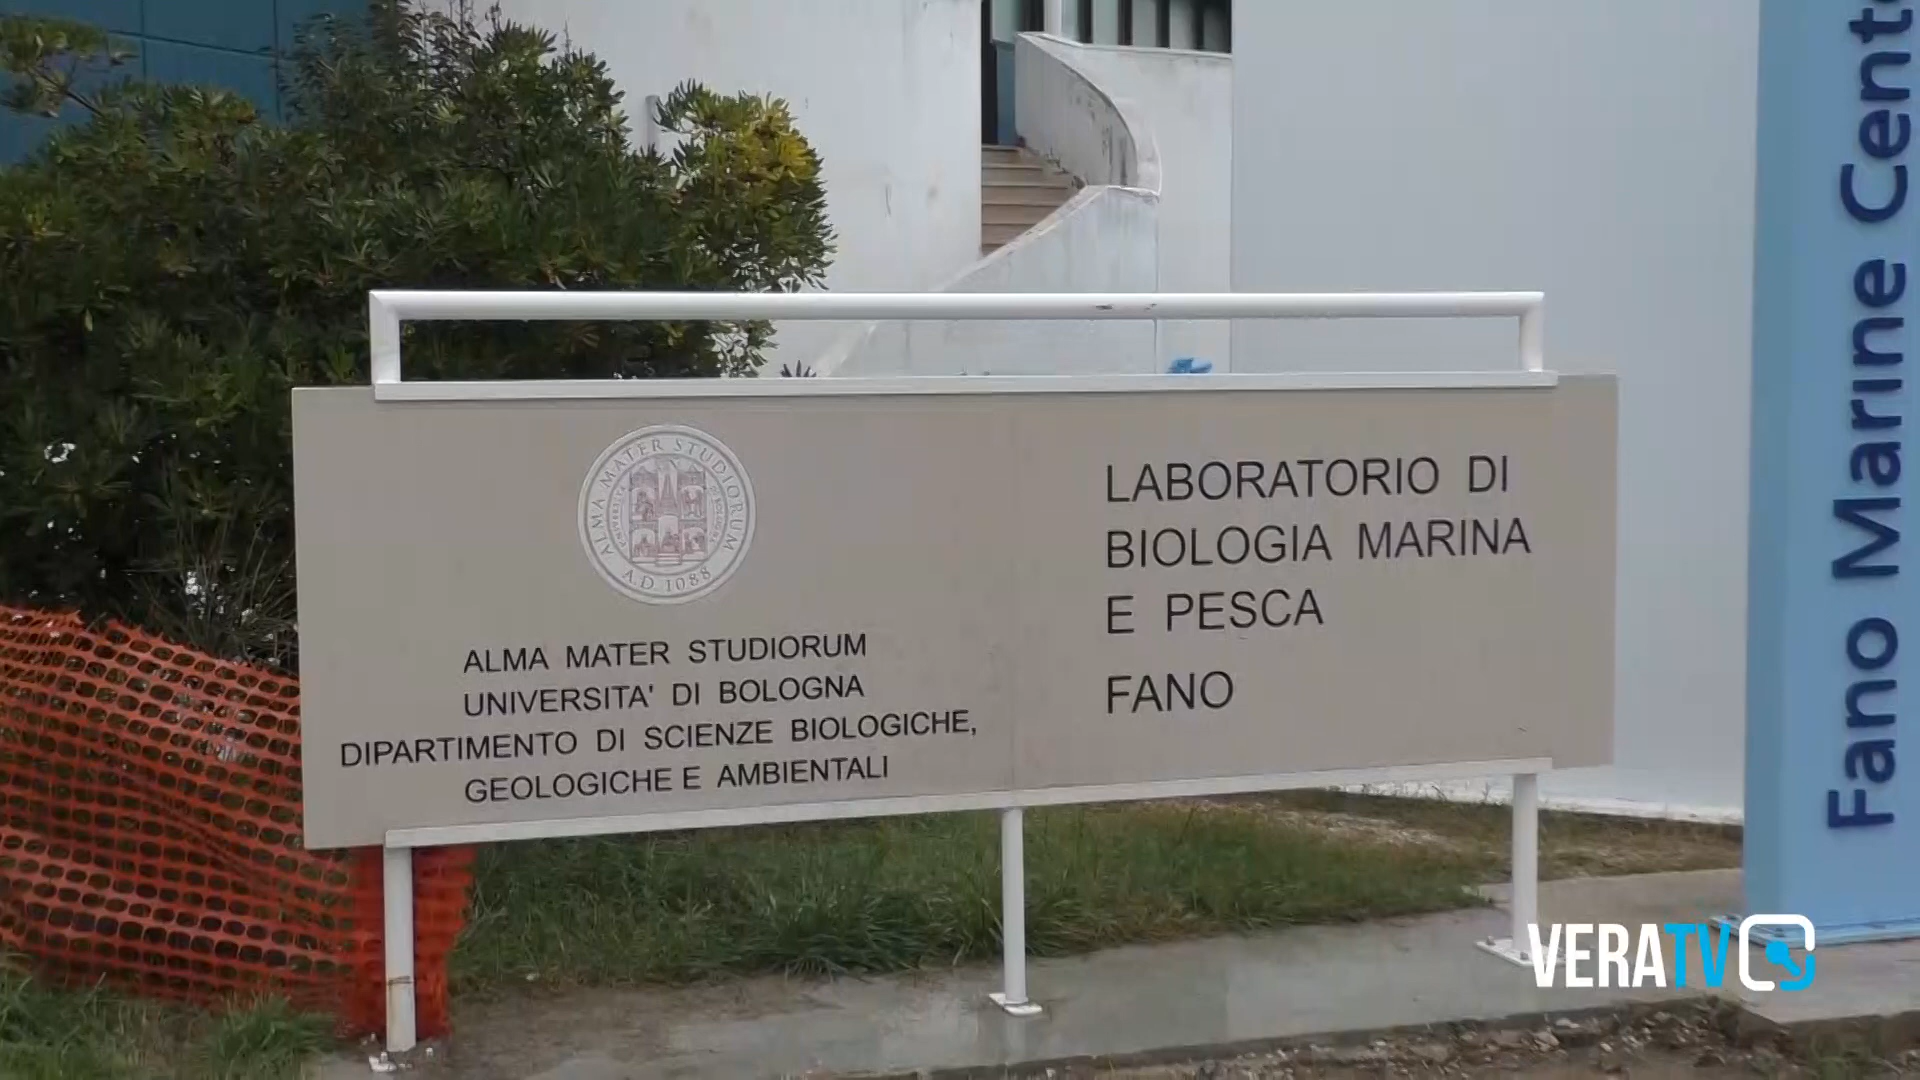 ALMA MATER STUDIORUM
A.D. 1088
ALMA MATER STUDIORUM
UNIVERSITA' DI BOLOGNA
DIPARTIMENTO DI SCIENZE BIOLOGICHE,
GEOLOGICHE E AMBIENTALI
LABORATORIO DI
BIOLOGIA MARINA
E PESCA
FANO
Fano Marine Cent
VERATV